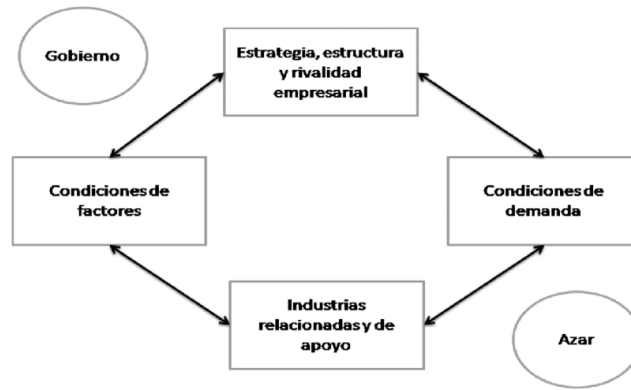 Gobierno
Estrategia, estructura
y rivalidad
empresarial
Condiciones de
factores
Condiciones de
demanda
Industrias
relacionadas y de
apoyo
Azar